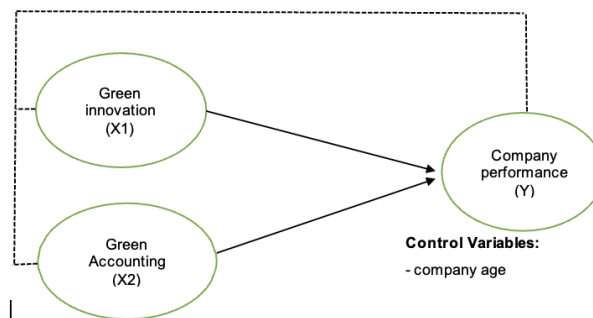 Green
innovation
(X1)
Company
performance
(Y)
Green
Accounting
(X2)
Control Variables:
- company age